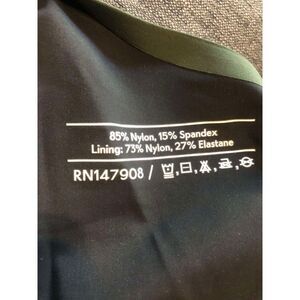 85% Nylon, 15% Spandex
Lining: 73% Nylon, 27% Elastane
RN147908 /